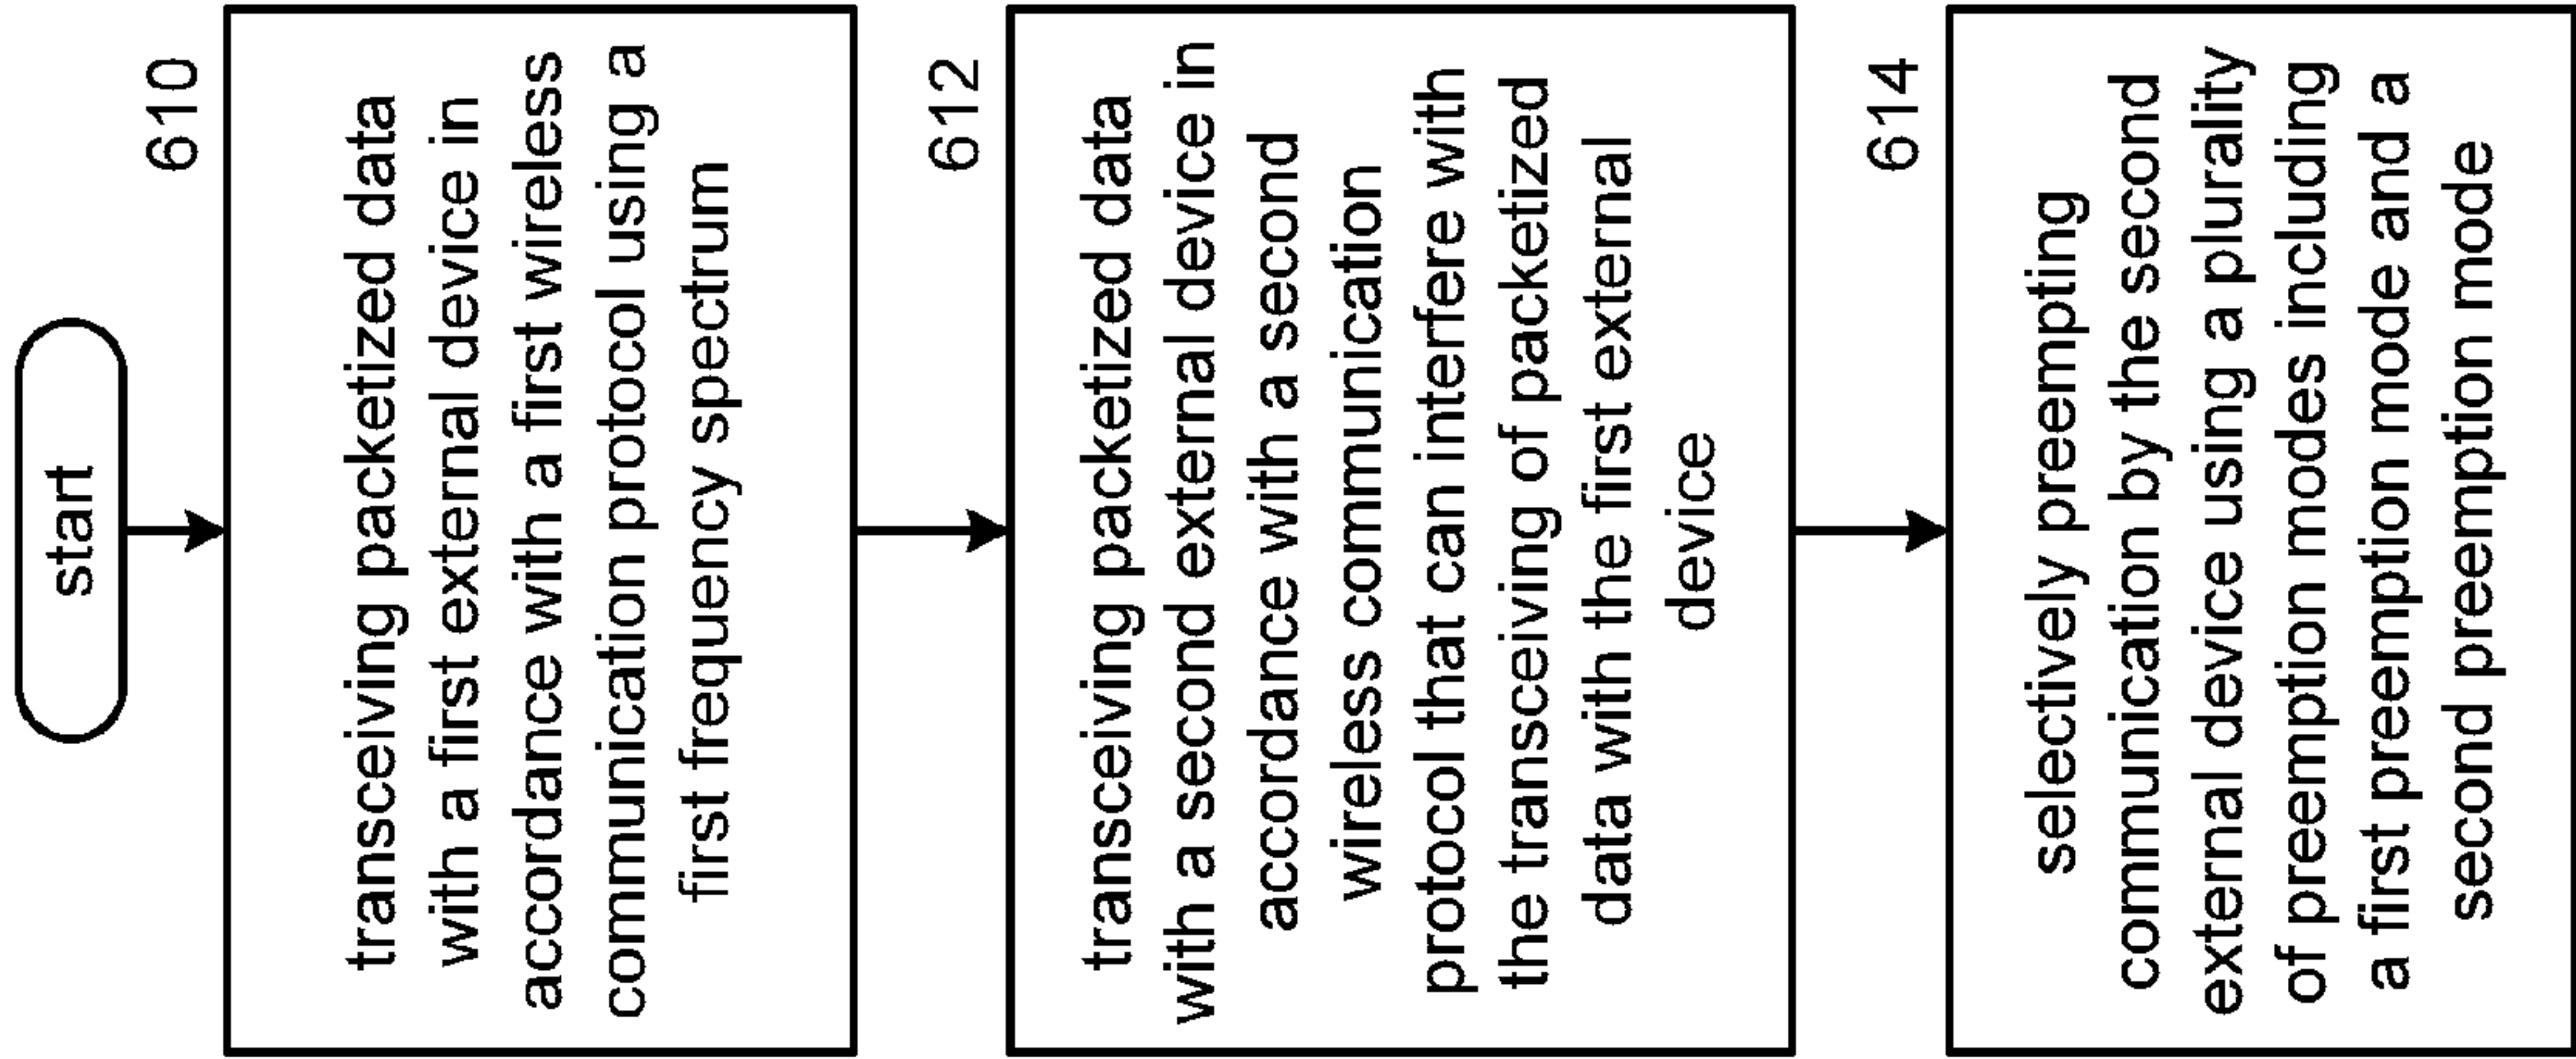 start
610
transceiving packetized data
with a first external device in
accordance with a first wireless
communication protocol using a
first frequency spectrum
612
transceiving packetized data
with a second external device in
accordance with a second
wireless communication
protocol that can interfere with
the transceiving of packetized
data with the first external
device
614
selectively preempting
communication by the second
external device using a plurality
of preemption modes including
a first preemption mode and a
second preemption mode